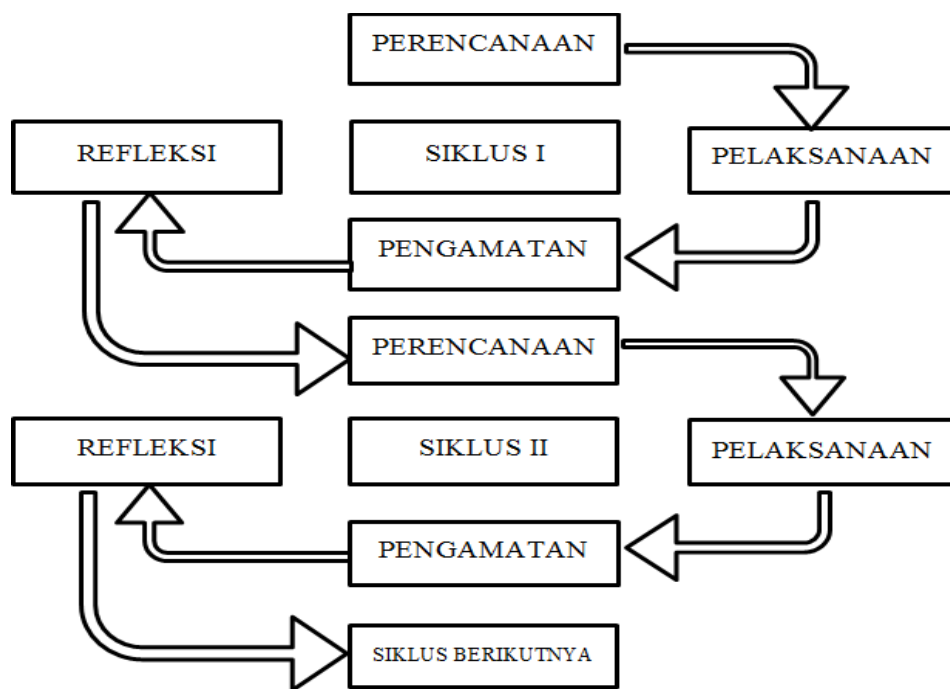 PERENCANAAN
REFLEKSI
SIKLUS I
PELAKSANAAN
PENGAMATAN
PERENCANAAN
REFLEKSI
SIKLUS II
PELAKSANAAN
PENGAMATAN
SIKLUS BERIKUTNYA